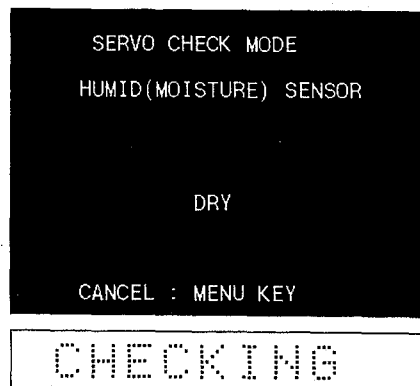 SERVO CHECK MODE
HUMID(MOISTURE) SENSOR
DRY
CANCEL : MENU KEY
CHECKING